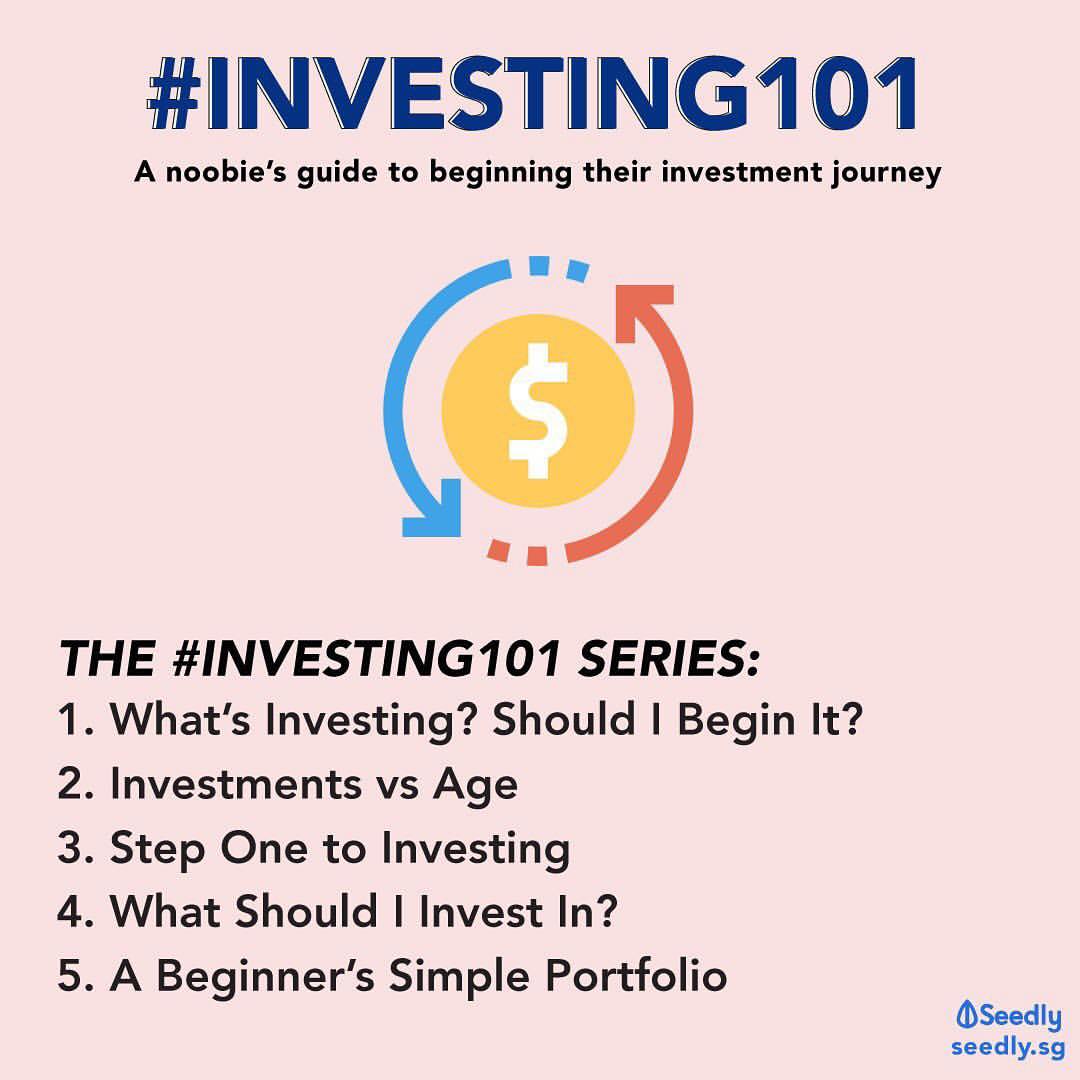 #INVESTING101
A noobie's guide to beginning their investment journey
$
THE #INVESTING101 SERIES:
1. What's Investing? Should I Begin It?
2. Investments vs Age
3. Step One to Investing
4. What Should I Invest In?
5. A Beginner's Simple Portfolio
Seedly
seedly.sg